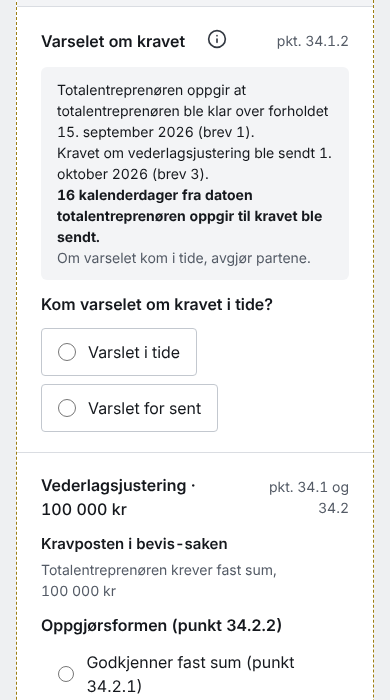 Varselet om kravet
pkt. 34.1.2
Totalentreprenøren oppgir at
totalentreprenøren ble klar over forholdet
15. september 2026 (brev 1).
Kravet om vederlagsjustering ble sendt 1.
oktober 2026 (brev 3).
16 kalenderdager fra datoen
totalentreprenøren oppgir til kravet ble
sendt.
Om varselet kom i tide, avgjør partene.
Kom varselet om kravet i tide?
Varslet i tide
Varslet for sent
Vederlagsjustering ·
100 000 kr
pkt. 34.1 og
34.2
Kravposten i bevis-saken
Totalentreprenøren krever fast sum,
100 000 kr
Oppgjørsformen (punkt 34.2.2)
Godkjenner fast sum (punkt
34.2.1)